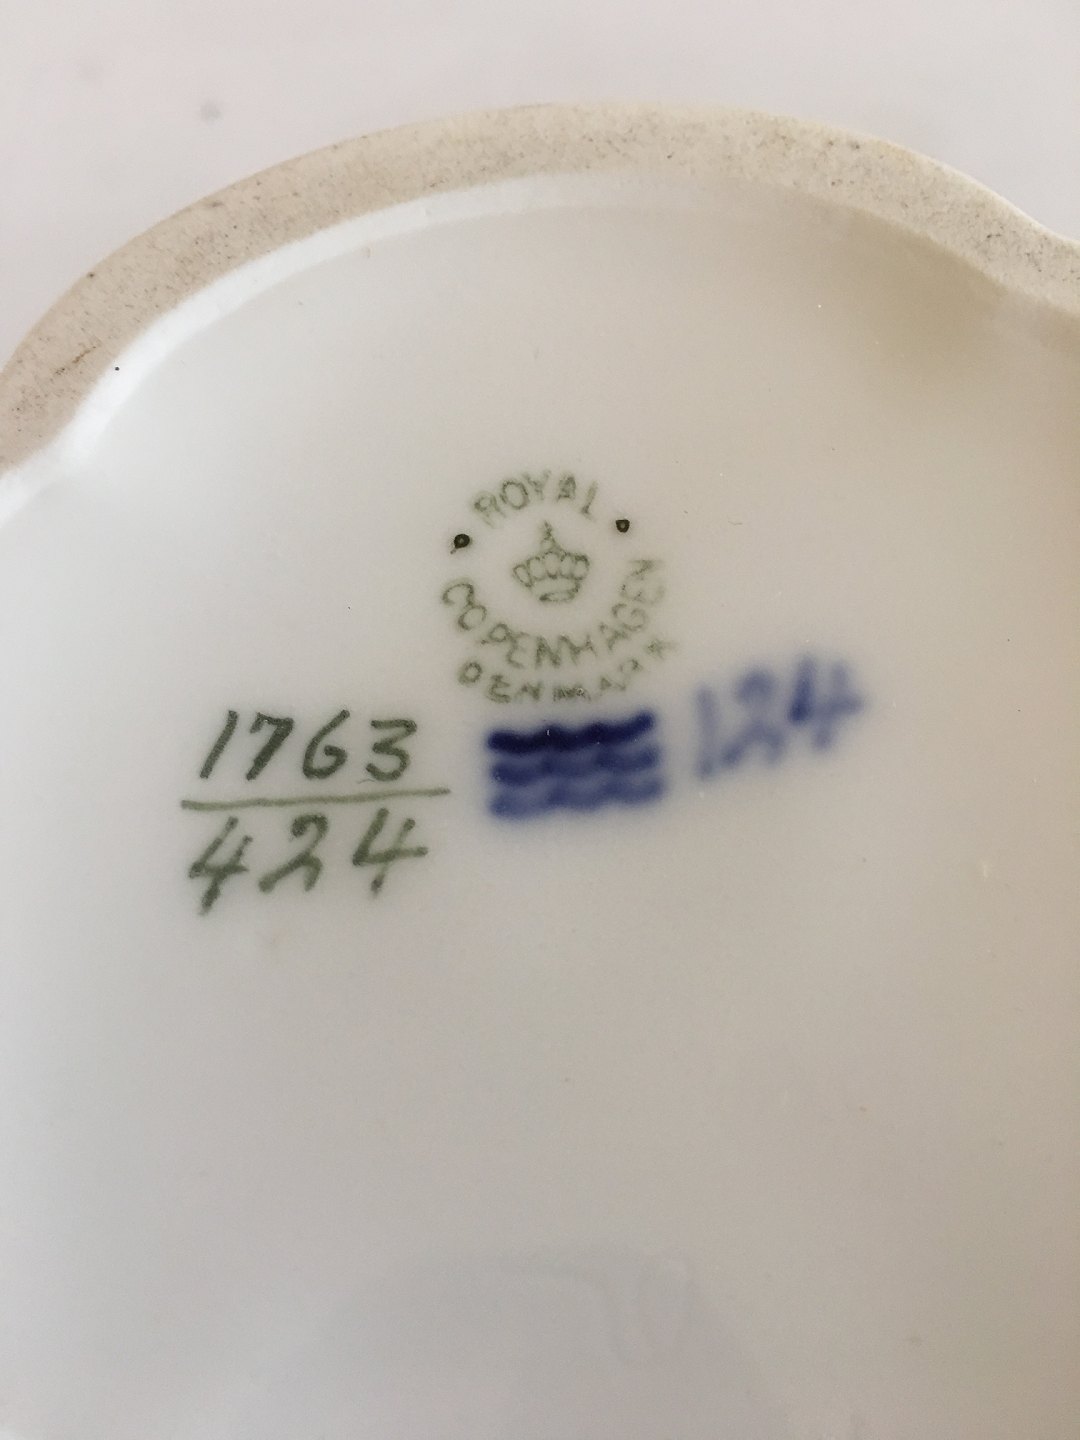 ROYAL
COPENHAGEN
DENMARK
1763
424
124